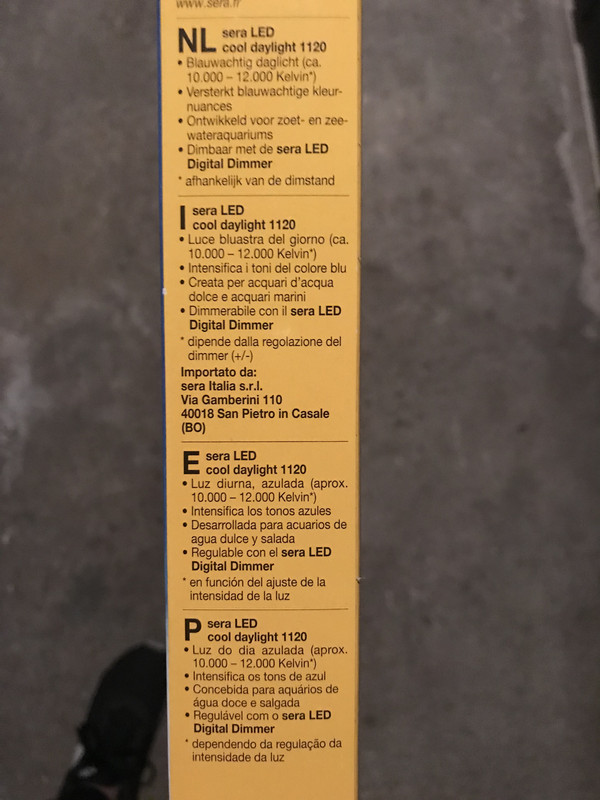 www.sera.fr
NL sera LED
cool daylight 1120
• Blauwachtig daglicht (ca.
10.000 – 12.000 Kelvin*)
• Versterkt blauwachtige kleur-
nuances
• Ontwikkeld voor zoet- en zee-
wateraquariums
• Dimbaar met de sera LED
Digital Dimmer
* afhankelijk van de dimstand
I sera LED
cool daylight 1120
• Luce bluastra del giorno (ca.
10.000 – 12.000 Kelvin*)
• Intensifica i toni del colore blu
• Creata per acquari d'acqua
dolce e acquari marini
• Dimmerabile con il sera LED
Digital Dimmer
* dipende dalla regolazione del
dimmer (+/-)
Importato da:
sera Italia s.r.l.
Via Gamberini 110
40018 San Pietro in Casale
(BO)
E sera LED
cool daylight 1120
• Luz diurna, azulada (aprox.
10.000 – 12.000 Kelvin*)
• Intensifica los tonos azules
• Desarrollada para acuarios de
agua dulce y salada
• Regulable con el sera LED
Digital Dimmer
* en función del ajuste de la
intensidad de la luz
P sera LED
cool daylight 1120
• Luz do dia azulada (aprox.
10.000 – 12.000 Kelvin*)
• Intensifica os tons de azul
• Concebida para aquários de
água doce e salgada
• Regulável com o sera LED
Digital Dimmer
* dependendo da regulação da
intensidade da luz